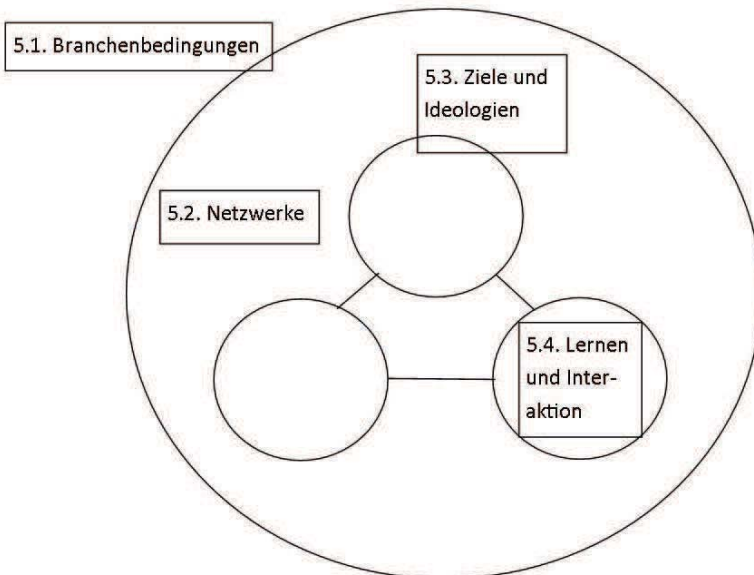 5.1. Branchenbedingungen
5.3. Ziele und
Ideologien
5.2. Netzwerke
5.4. Lernen
und Inter-
aktion